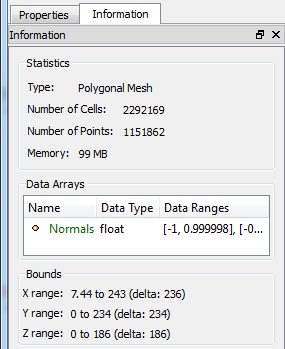 Properties Information
Information
Statistics
Type: Polygonal Mesh
Number of Cells: 2292169
Number of Points: 1151862
Memory: 99 MB
Data Arrays
Name Data Type Data Ranges
Normals float [-1, 0.999998], [-0...
Bounds
X range: 7.44 to 243 (delta: 236)
Y range: 0 to 234 (delta: 234)
Z range: 0 to 186 (delta: 186)